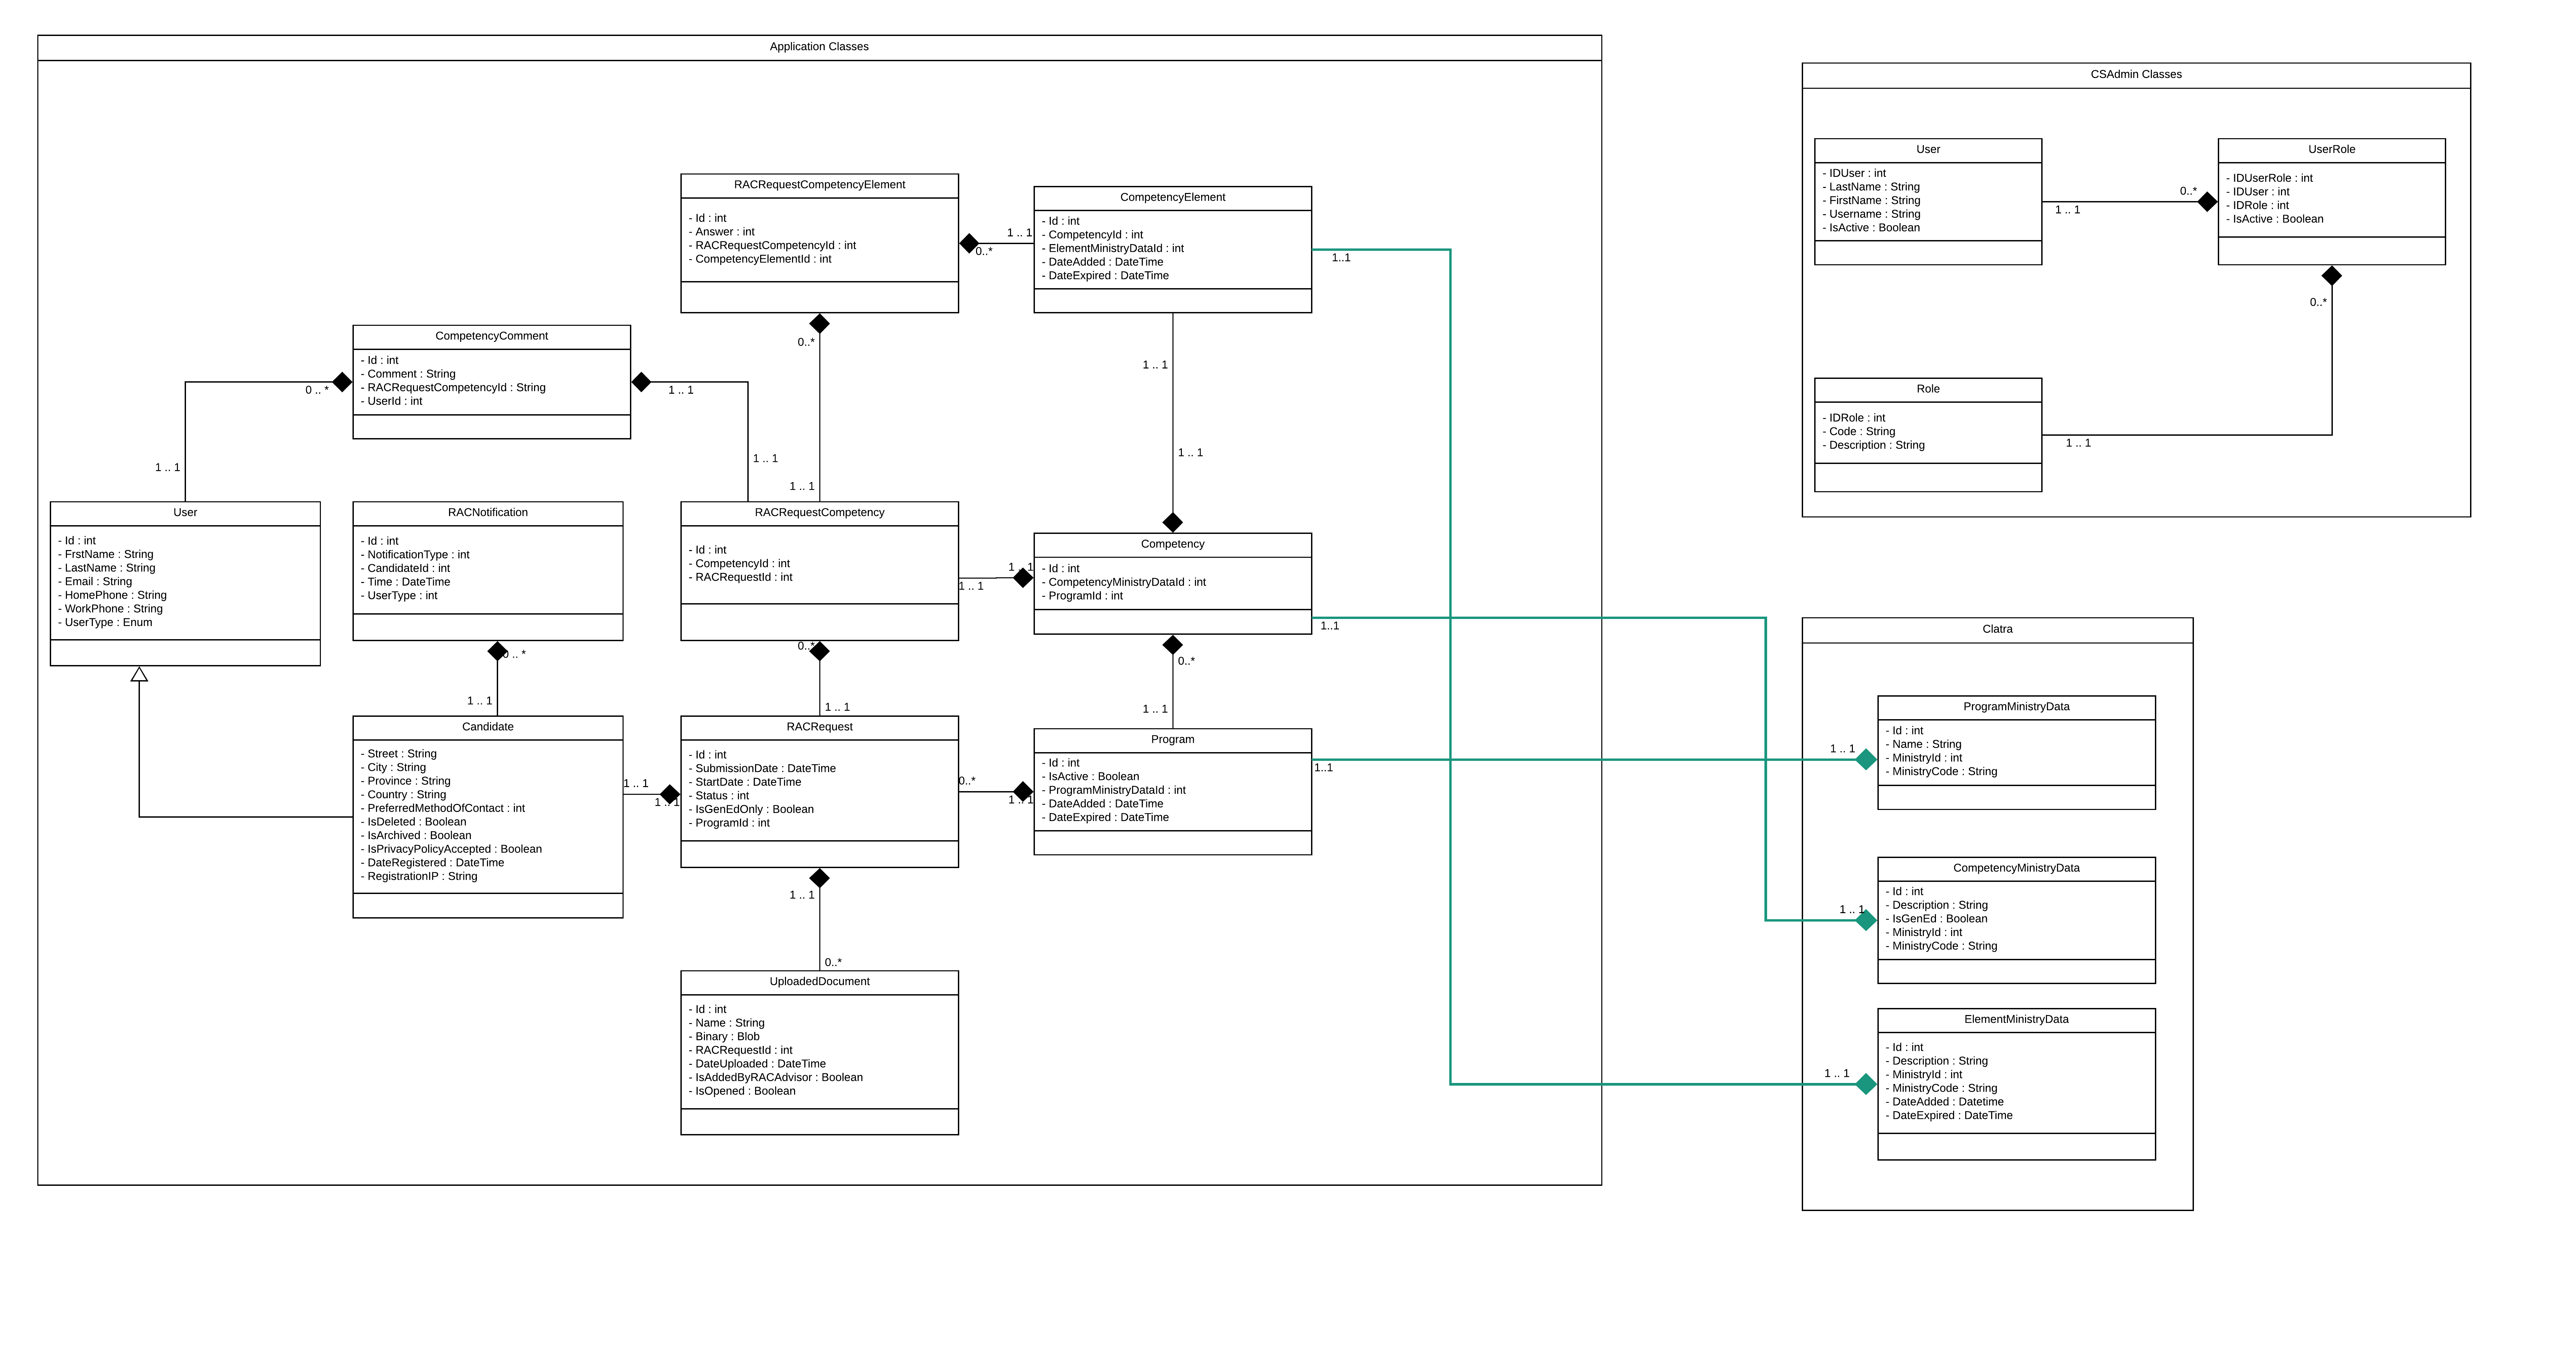 Application Classes
CSAdmin Classes
User
- IDUser : int
- LastName : String
- FirstName : String
- Username : String
- IsActive : Boolean
UserRole
- IDUserRole : int
- IDUser : int
- IDRole : int
- IsActive : Boolean
1 .. 1
0..*
0..*
Role
- IDRole : int
- Code : String
- Description : String
1 .. 1
RACRequestCompetencyElement
- Id : int
- Answer : int
- RACRequestCompetencyId : int
- CompetencyElementId : int
0..*
1 .. 1
CompetencyElement
- Id : int
- CompetencyId : int
- ElementMinistryDataId : int
- DateAdded : DateTime
- DateExpired : DateTime
1..1
0..*
1 .. 1
1 .. 1
1 .. 1
CompetencyComment
- Id : int
- Comment : String
- RACRequestCompetencyId : String
- UserId : int
0 .. *
1 .. 1
1 .. 1
1 .. 1
User
- Id : int
- FrstName : String
- LastName : String
- Email : String
- HomePhone : String
- WorkPhone : String
- UserType : Enum
RACNotification
- Id : int
- NotificationType : int
- CandidateId : int
- Time : DateTime
- UserType : int
0 .. *
1 .. 1
RACRequestCompetency
- Id : int
- CompetencyId : int
- RACRequestId : int
1 .. 1
1 .. 1
0..*
1 .. 1
Competency
- Id : int
- CompetencyMinistryDataId : int
- ProgramId : int
1..1
0..*
1 .. 1
Candidate
- Street : String
- City : String
- Province : String
- Country : String
- PreferredMethodOfContact : int
- IsDeleted : Boolean
- IsArchived : Boolean
- IsPrivacyPolicyAccepted : Boolean
- DateRegistered : DateTime
- RegistrationIP : String
1 .. 1
1 .. 1
RACRequest
- Id : int
- SubmissionDate : DateTime
- StartDate : DateTime
- Status : int
- IsGenEdOnly : Boolean
- ProgramId : int
0..*
1 .. 1
Program
- Id : int
- IsActive : Boolean
- ProgramMinistryDataId : int
- DateAdded : DateTime
- DateExpired : DateTime
1..1
1 .. 1
0..*
UploadedDocument
- Id : int
- Name : String
- Binary : Blob
- RACRequestId : int
- DateUploaded : DateTime
- IsAddedByRACAdvisor : Boolean
- IsOpened : Boolean
Clatra
ProgramMinistryData
- Id : int
- Name : String
- MinistryId : int
- MinistryCode : String
1 .. 1
CompetencyMinistryData
- Id : int
- Description : String
- IsGenEd : Boolean
- MinistryId : int
- MinistryCode : String
1 .. 1
ElementMinistryData
- Id : int
- Description : String
- MinistryId : int
- MinistryCode : String
- DateAdded : Datetime
- DateExpired : DateTime
1 .. 1